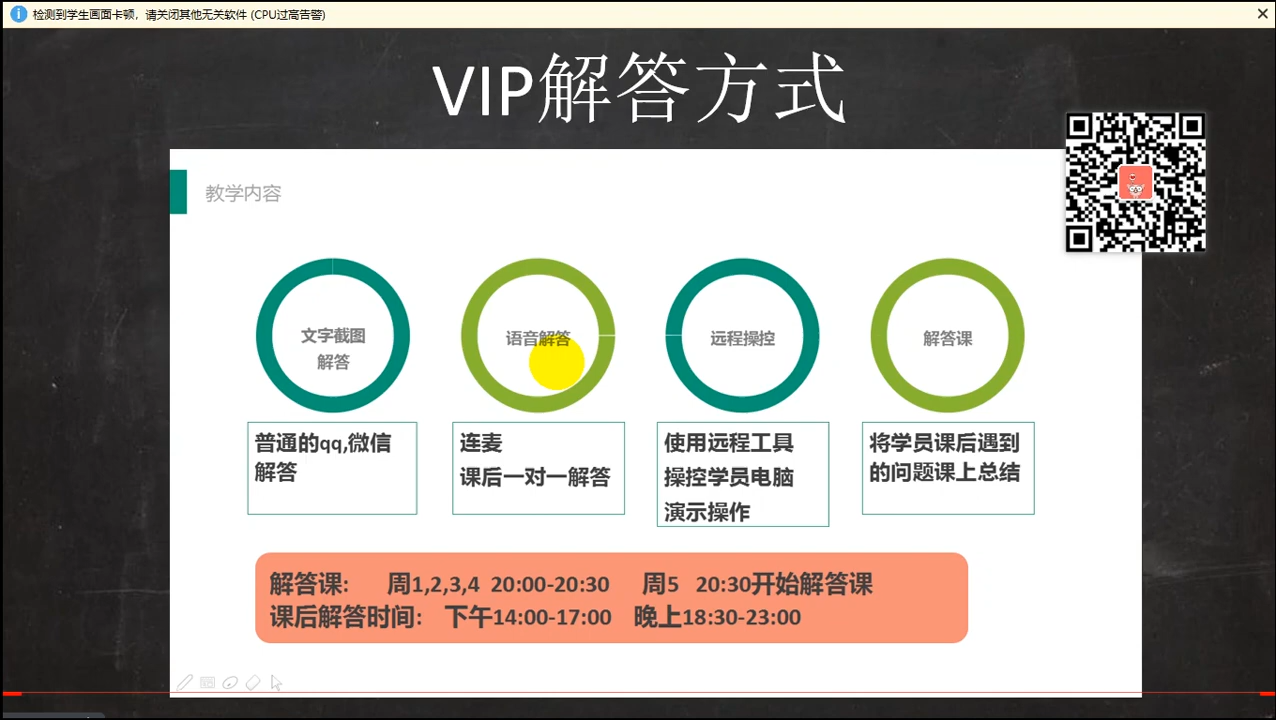 检测到学生画面卡顿，请关闭其他无关软件 (CPU过高告警)
VIP解答方式
教学内容
文字截图
解答
语音解答
远程操控
解答课
普通的qq,微信
解答
连麦
课后一对一解答
使用远程工具
操控学员电脑
演示操作
将学员课后遇到
的问题课上总结
解答课: 周1,2,3,4 20:00-20:30 周5 20:30开始解答课
课后解答时间: 下午14:00-17:00 晚上18:30-23:00